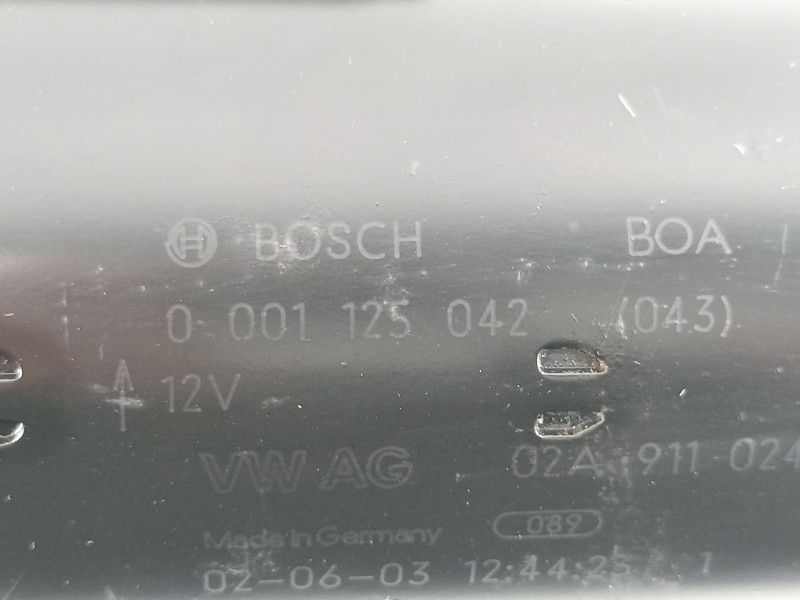 BOSCH BOA
0 001 125 042 (043)
12V
VW AG 02A 911 024
Made in Germany 089
02-06-03 12:44:25 1